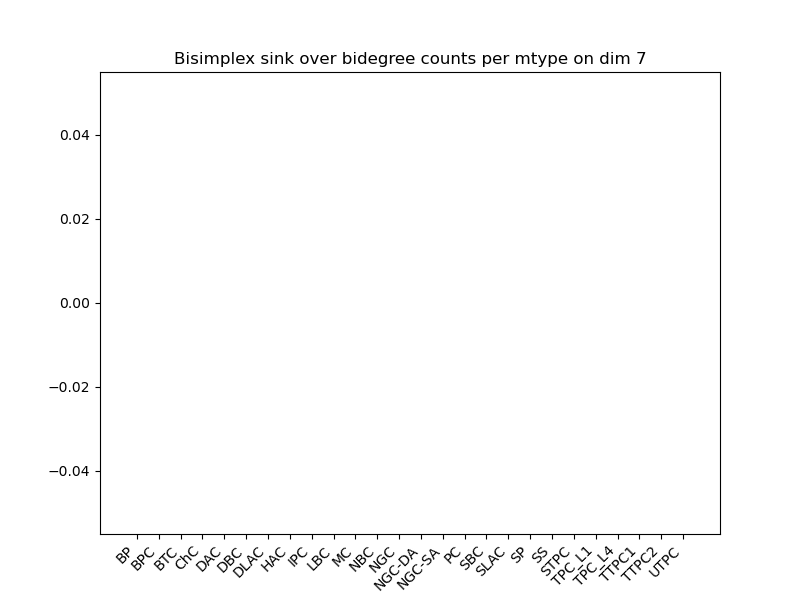 Bisimplex sink over bidegree counts per mtype on dim 7
0.04
0.02
0.00
−0.02
−0.04
BP
BPC
BTC
ChC
DAC
DBC
DLAC
HAC
IPC
LBC
MC
NBC
NGC
NGC-DA
NGC-SA
PC
SBC
SLAC
SP
SS
STPC
TPC_L1
TPC_L4
TTPC1
TTPC2
UTPC